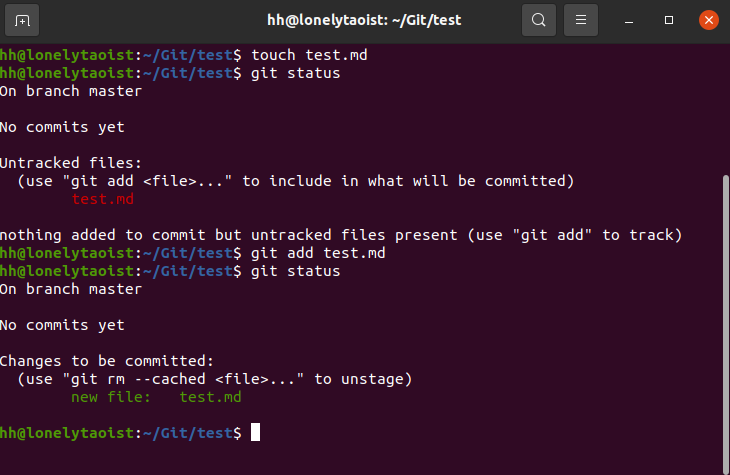 hh@lonelytaoist: ~/Git/test
hh@lonelytaoist:~/Git/test$ touch test.md
hh@lonelytaoist:~/Git/test$ git status
On branch master

No commits yet

Untracked files:
  (use "git add <file>..." to include in what will be committed)
        test.md

nothing added to commit but untracked files present (use "git add" to track)
hh@lonelytaoist:~/Git/test$ git add test.md
hh@lonelytaoist:~/Git/test$ git status
On branch master

No commits yet

Changes to be committed:
  (use "git rm --cached <file>..." to unstage)
        new file:   test.md

hh@lonelytaoist:~/Git/test$